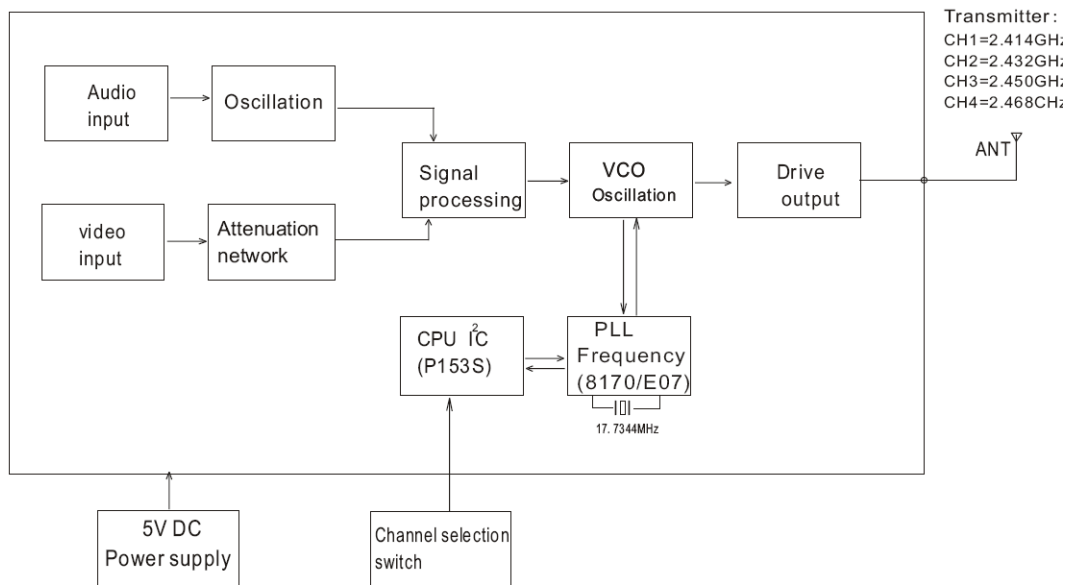 Transmitter:
CH1=2.414GHz
CH2=2.432GHz
CH3=2.450GHz
CH4=2.468CHz
ANT
Audio
input
Oscillation
Signal
processing
VCO
Oscillation
Drive
output
video
input
Attenuation
network
CPU I²C
(P153S)
PLL
Frequency
(8170/E07)
17.7344MHz
5V DC
Power supply
Channel selection
switch